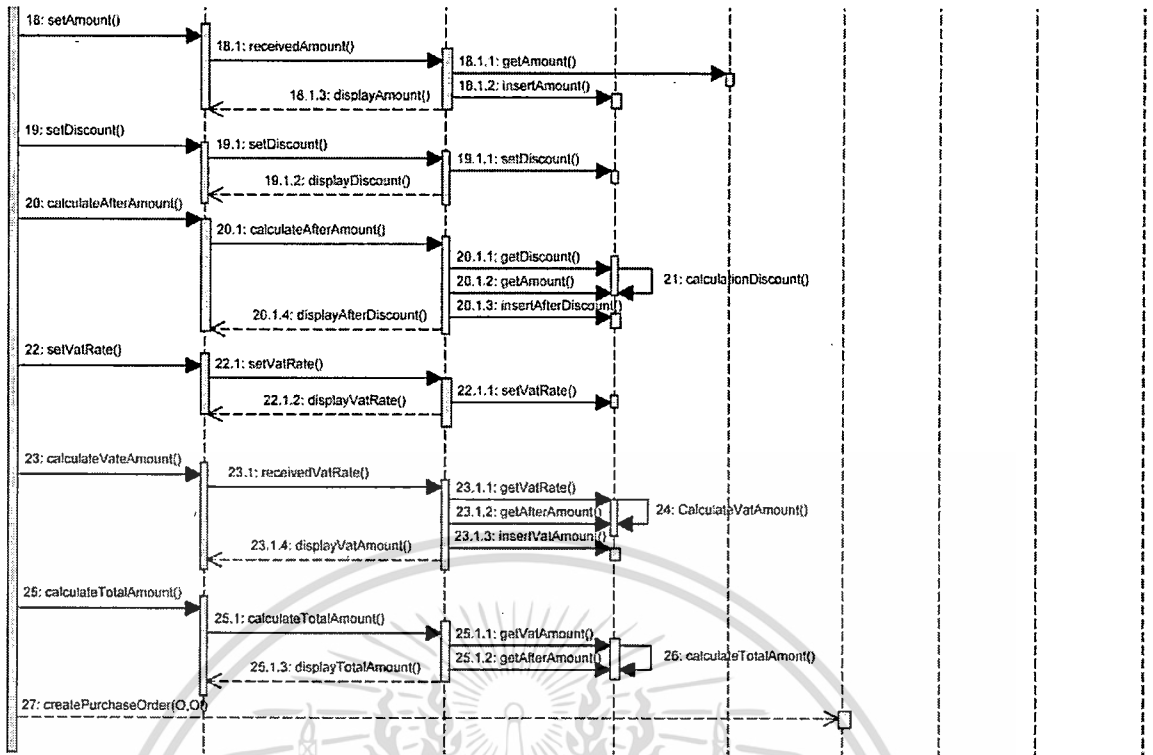 18: setAmount()
18.1: receivedAmount()
18.1.1: getAmount()
18.1.2: insertAmount()
18.1.3: displayAmount()
19: setDiscount()
19.1: setDiscount()
19.1.1: setDiscount()
19.1.2: displayDiscount()
20: calculateAfterAmount()
20.1: calculateAfterAmount()
20.1.1: getDiscount()
21: calculationDiscount()
20.1.2: getAmount()
20.1.3: insertAfterDiscount()
20.1.4: displayAfterDiscount()
22: setVatRate()
22.1: setVatRate()
22.1.1: setVatRate()
22.1.2: displayVatRate()
23: calculateVateAmount()
23.1: receivedVatRate()
23.1.1: getVatRate()
24: CalculateVatAmount()
23.1.2: getAfterAmount()
23.1.3: insertVatAmount()
23.1.4: displayVatAmount()
25: calculateTotalAmount()
25.1: calculateTotalAmount()
25.1.1: getVatAmount()
26: calculateTotalAmont()
25.1.2: getAfterAmount()
25.1.3: displayTotalAmount()
27: createPurchaseOrder(O,O)